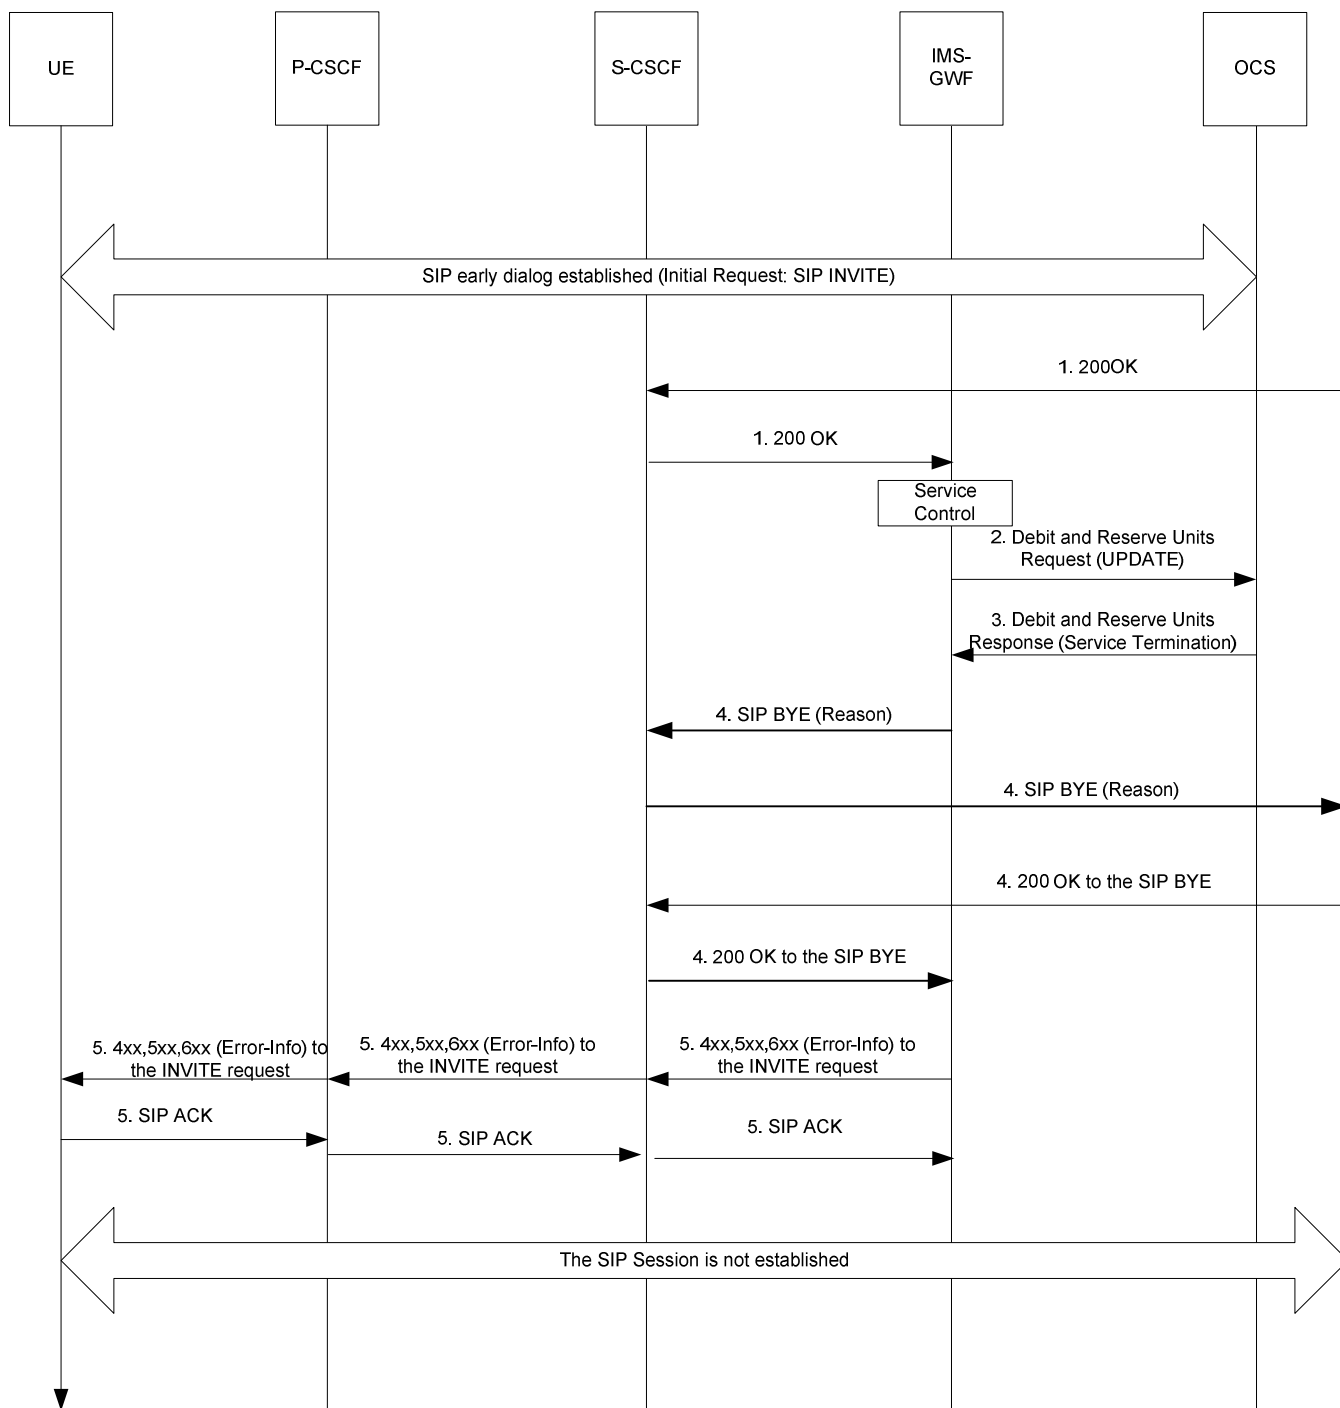 UE
P-CSCF
S-CSCF
IMS-
GWF
OCS
SIP early dialog established (Initial Request: SIP INVITE)
1. 200OK
1. 200 OK
Service
Control
2. Debit and Reserve Units
Request (UPDATE)
3. Debit and Reserve Units
Response (Service Termination)
4. SIP BYE (Reason)
4. SIP BYE (Reason)
4. 200 OK to the SIP BYE
4. 200 OK to the SIP BYE
5. 4xx,5xx,6xx (Error-Info) to
the INVITE request
5. 4xx,5xx,6xx (Error-Info) to
the INVITE request
5. 4xx,5xx,6xx (Error-Info) to
the INVITE request
5. SIP ACK
5. SIP ACK
5. SIP ACK
The SIP Session is not established